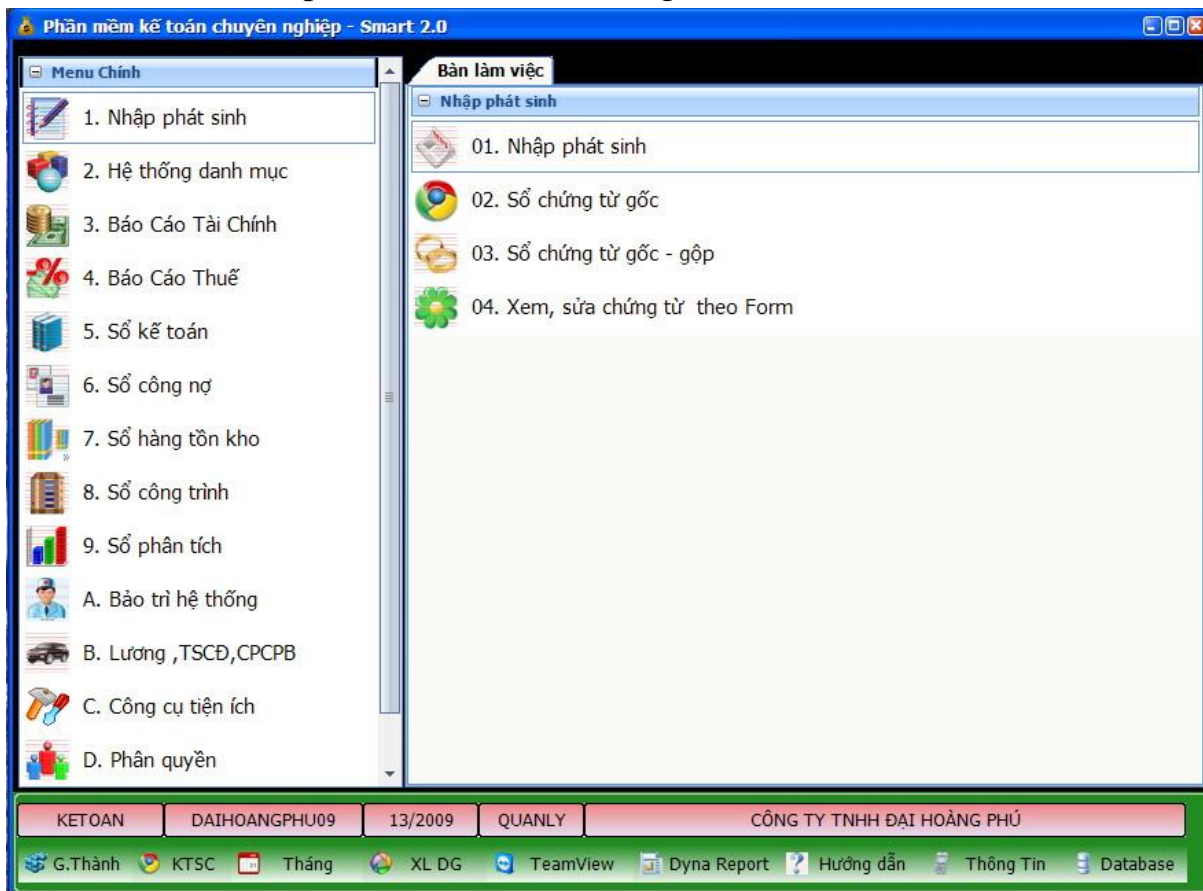 Phần mềm kế toán chuyên nghiệp - Smart 2.0
Menu Chính
1. Nhập phát sinh
2. Hệ thống danh mục
3. Báo Cáo Tài Chính
4. Báo Cáo Thuế
5. Sổ kế toán
6. Sổ công nợ
7. Sổ hàng tồn kho
8. Sổ công trình
9. Sổ phân tích
A. Bảo trì hệ thống
B. Lương ,TSCĐ,CPCPB
C. Công cụ tiện ích
D. Phân quyền
Bàn làm việc
Nhập phát sinh
01. Nhập phát sinh
02. Sổ chứng từ gốc
03. Sổ chứng từ gốc - gộp
04. Xem, sửa chứng từ theo Form
KETOAN DAIHOANGPHU09 13/2009 QUANLY CÔNG TY TNHH ĐẠI HOÀNG PHÚ
G.Thành KTSC Tháng XL DG TeamView Dyna Report Hướng dẫn Thông Tin Database